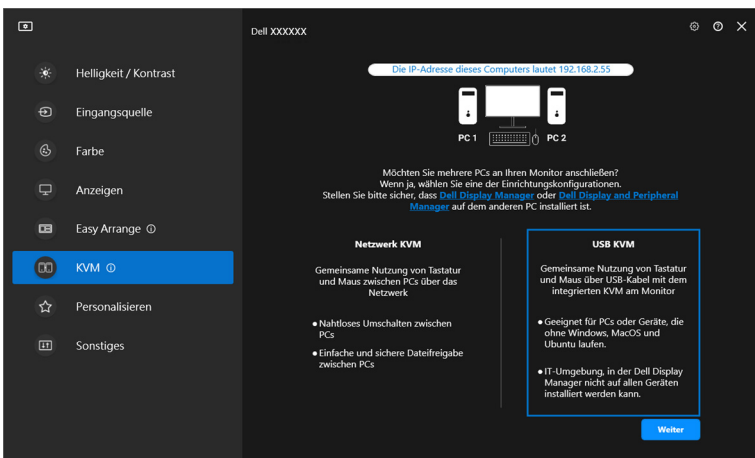 Dell XXXXXX
Helligkeit / Kontrast
Eingangsquelle
Farbe
Anzeigen
Easy Arrange
KVM
Personalisieren
Sonstiges
Die IP-Adresse dieses Computers lautet 192.168.2.55
PC 1
PC 2
Möchten Sie mehrere PCs an Ihren Monitor anschließen?
Wenn ja, wählen Sie eine der Einrichtungskonfigurationen.
Stellen Sie bitte sicher, dass Dell Display Manager oder Dell Display and Peripheral
Manager auf dem anderen PC installiert ist.
Netzwerk KVM
Gemeinsame Nutzung von Tastatur
und Maus zwischen PCs über das
Netzwerk
● Nahtloses Umschalten zwischen
PCs
● Einfache und sichere Dateifreigabe
zwischen PCs
USB KVM
Gemeinsame Nutzung von Tastatur
und Maus über USB-Kabel mit dem
integrierten KVM am Monitor
● Geeignet für PCs oder Geräte, die
ohne Windows, MacOS und
Ubuntu laufen.
● IT-Umgebung, in der Dell Display
Manager nicht auf allen Geräten
installiert werden kann.
Weiter